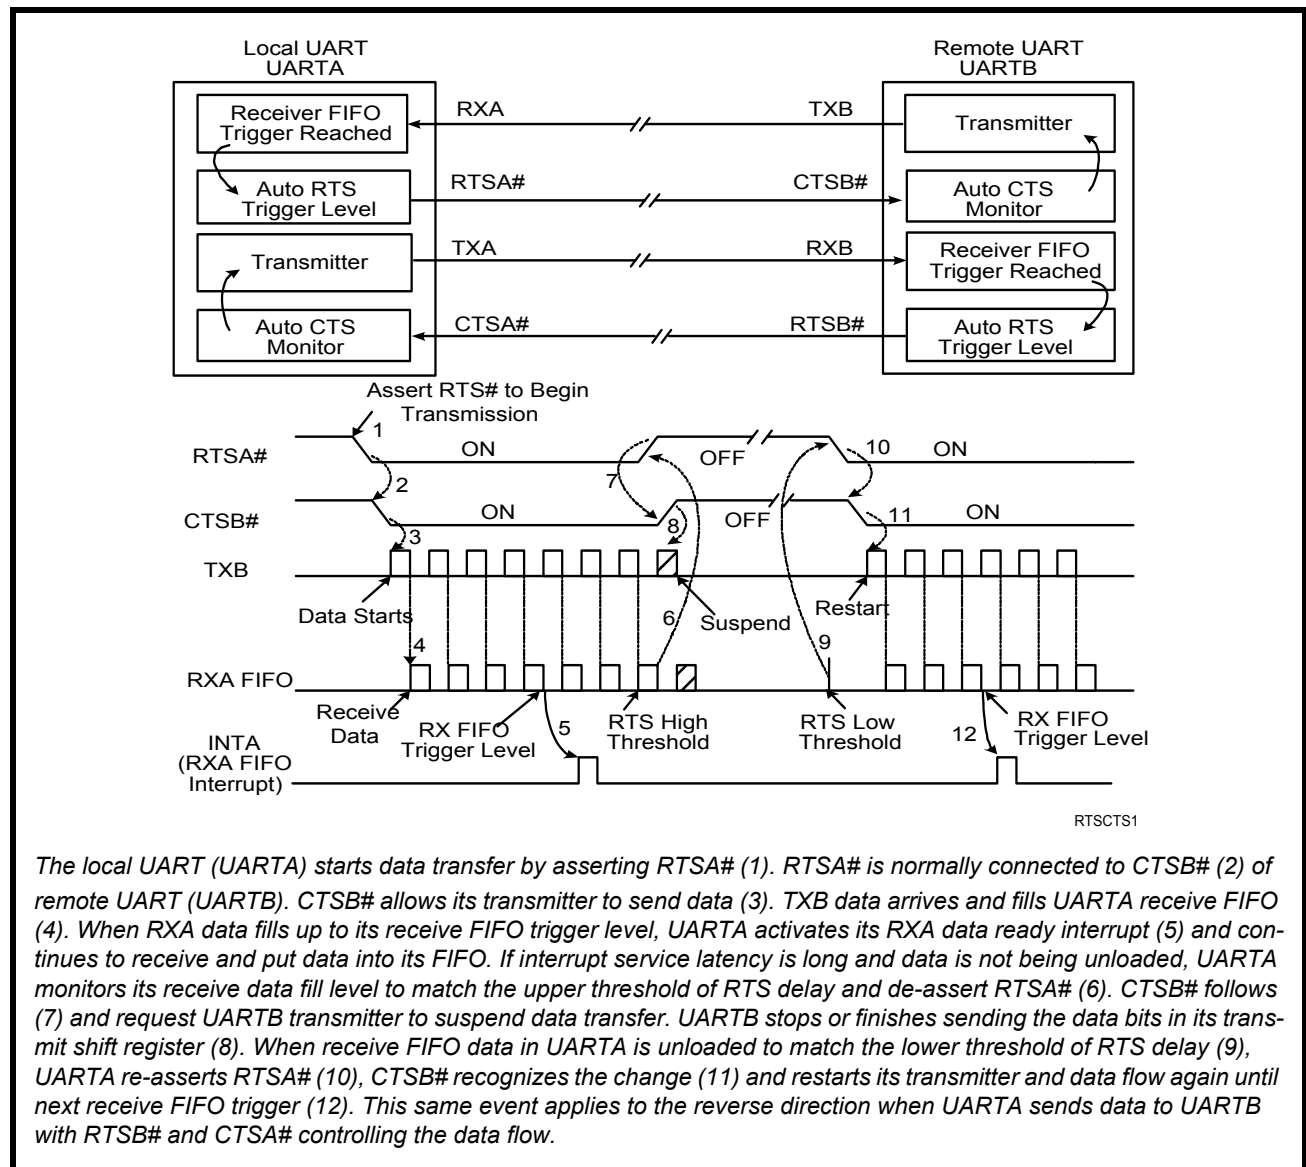 Local UART
UARTA
Remote UART
UARTB
Receiver FIFO
Trigger Reached
RXA
TXB
Transmitter
Auto RTS
Trigger Level
RTSA#
CTSB#
Auto CTS
Monitor
Transmitter
TXA
RXB
Receiver FIFO
Trigger Reached
Auto CTS
Monitor
CTSA#
RTSB#
Auto RTS
Trigger Level
Assert RTS# to Begin
Transmission
RTSA#
1
ON
OFF
10
ON
2
7
CTSB#
ON
OFF
11
ON
3
8
TXB
Data Starts
Suspend
Restart
4
6
9
RXA FIFO
Receive
Data
RX FIFO
Trigger Level
5
RTS High
Threshold
RTS Low
Threshold
12
RX FIFO
Trigger Level
INTA
(RXA FIFO
Interrupt)
RTSCTS1
The local UART (UARTA) starts data transfer by asserting RTSA# (1). RTSA# is normally connected to CTSB# (2) of
remote UART (UARTB). CTSB# allows its transmitter to send data (3). TXB data arrives and fills UARTA receive FIFO
(4). When RXA data fills up to its receive FIFO trigger level, UARTA activates its RXA data ready interrupt (5) and con-
tinues to receive and put data into its FIFO. If interrupt service latency is long and data is not being unloaded, UARTA
monitors its receive data fill level to match the upper threshold of RTS delay and de-assert RTSA# (6). CTSB# follows
(7) and request UARTB transmitter to suspend data transfer. UARTB stops or finishes sending the data bits in its trans-
mit shift register (8). When receive FIFO data in UARTA is unloaded to match the lower threshold of RTS delay (9),
UARTA re-asserts RTSA# (10), CTSB# recognizes the change (11) and restarts its transmitter and data flow again until
next receive FIFO trigger (12). This same event applies to the reverse direction when UARTA sends data to UARTB
with RTSB# and CTSA# controlling the data flow.